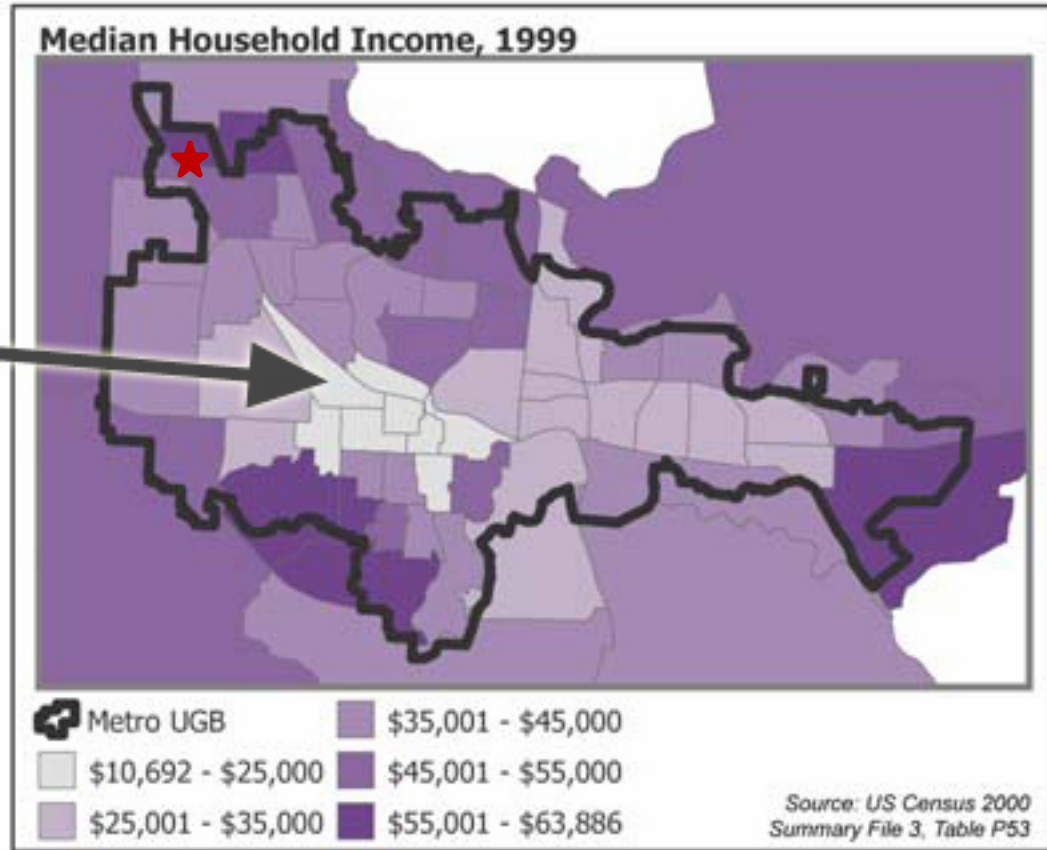 Median Household Income, 1999
Metro UGB
$10,692 - $25,000
$25,001 - $35,000
$35,001 - $45,000
$45,001 - $55,000
$55,001 - $63,886
Source: US Census 2000
Summary File 3, Table P53